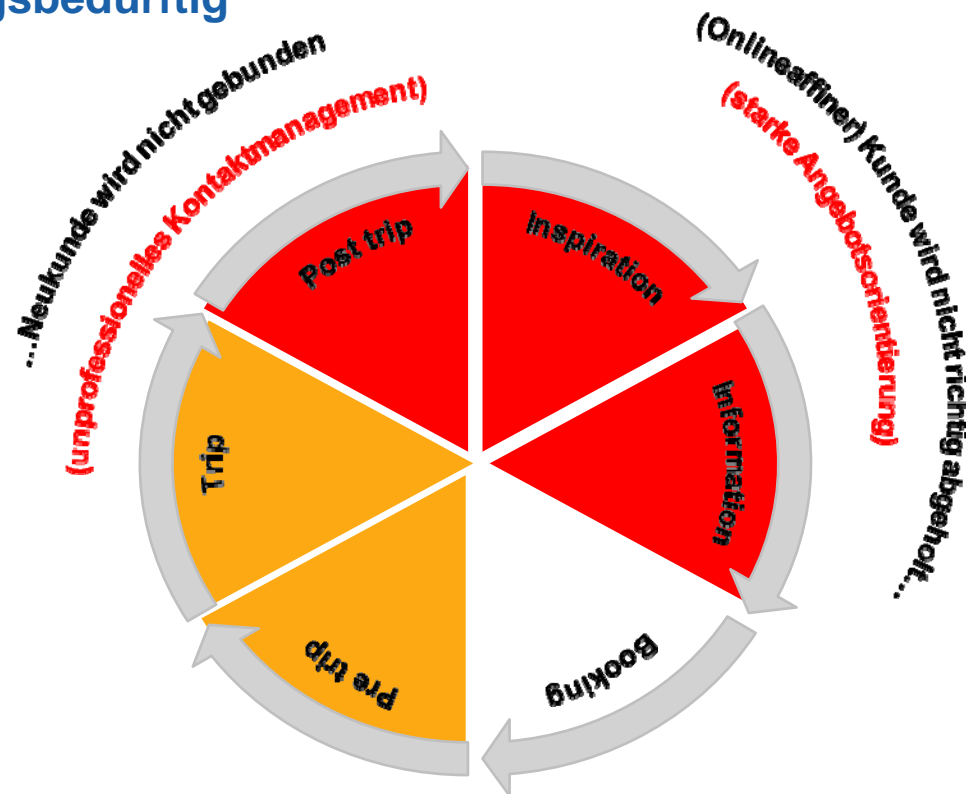 gsbedürftig
...Neukunde wird nicht gebunden
(unprofessionelles Kontaktmanagement)
(Onlineaffiner) Kunde wird nicht richtig abgeholt...
(starke Angebotsorientierung)
Inspiration
Information
Booking
Pre trip
Trip
Post trip